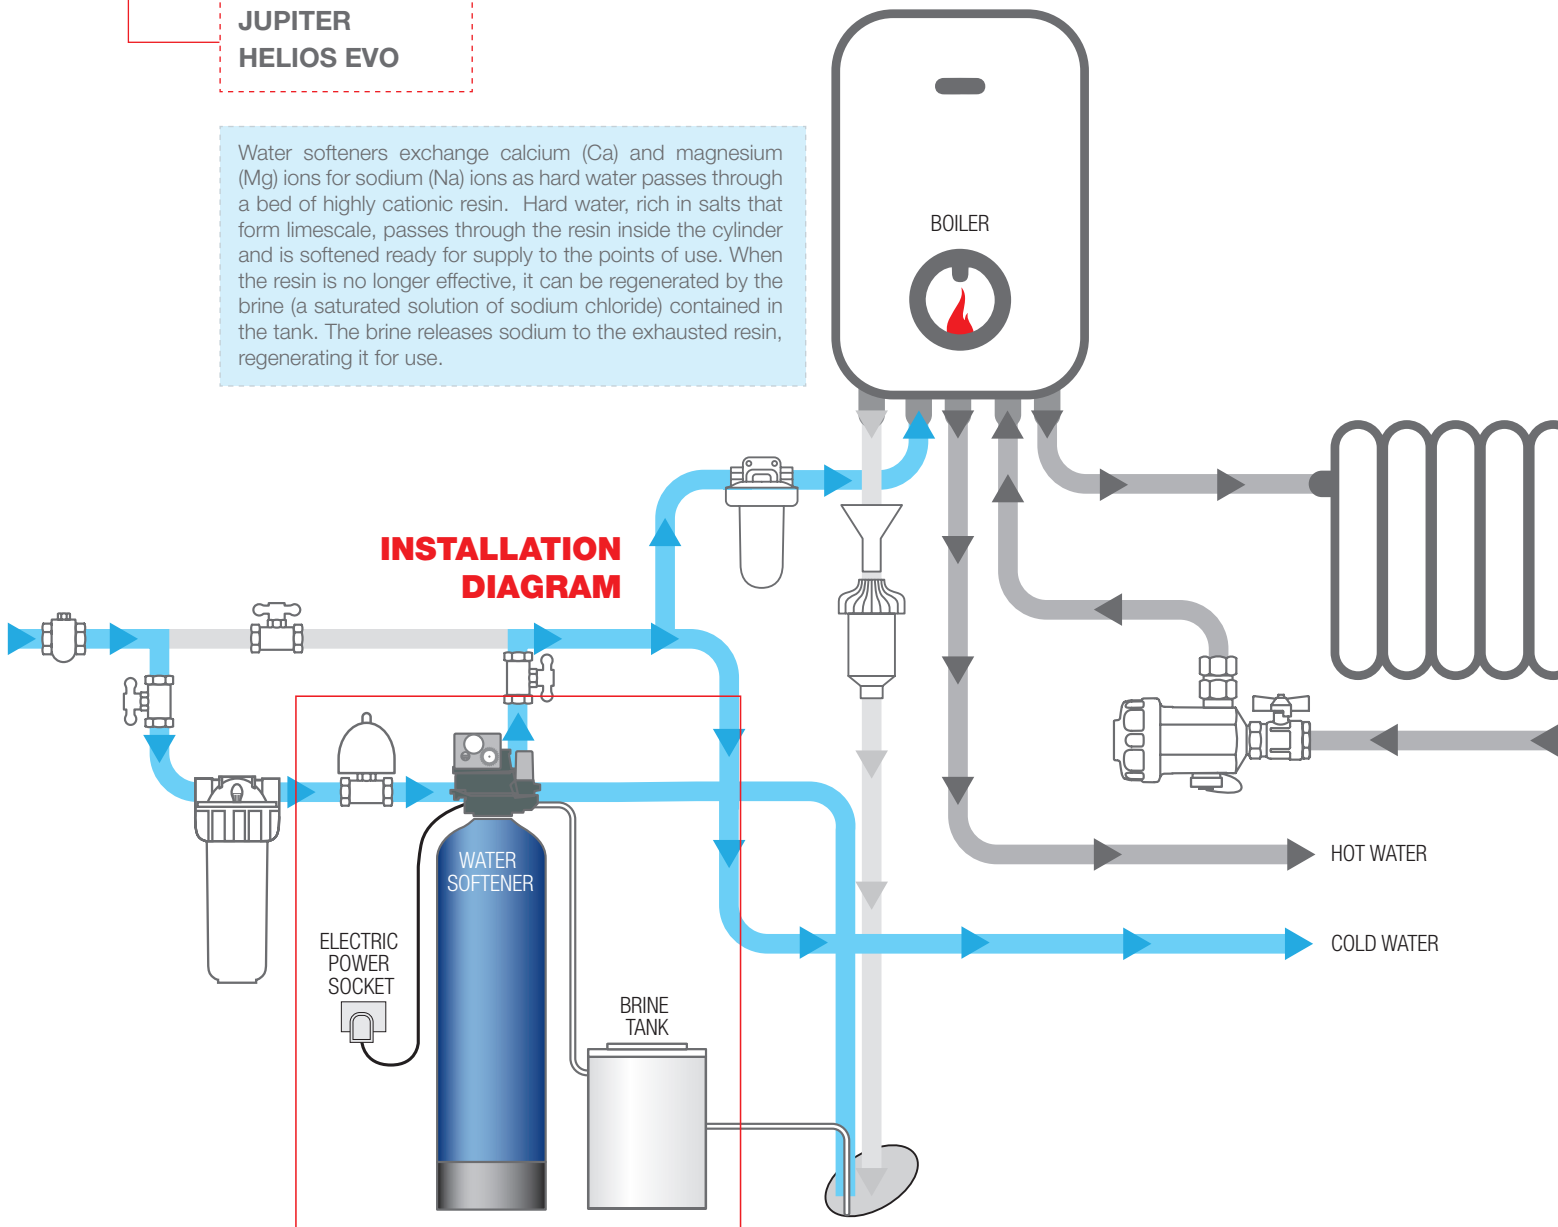 JUPITER
HELIOS EVO
Water softeners exchange calcium (Ca) and magnesium
(Mg) ions for sodium (Na) ions as hard water passes through
a bed of highly cationic resin. Hard water, rich in salts that
form limescale, passes through the resin inside the cylinder
and is softened ready for supply to the points of use. When
the resin is no longer effective, it can be regenerated by the
brine (a saturated solution of sodium chloride) contained in
the tank. The brine releases sodium to the exhausted resin,
regenerating it for use.
BOILER
INSTALLATION
DIAGRAM
WATER
SOFTENER
HOT WATER
ELECTRIC
POWER
SOCKET
COLD WATER
BRINE
TANK